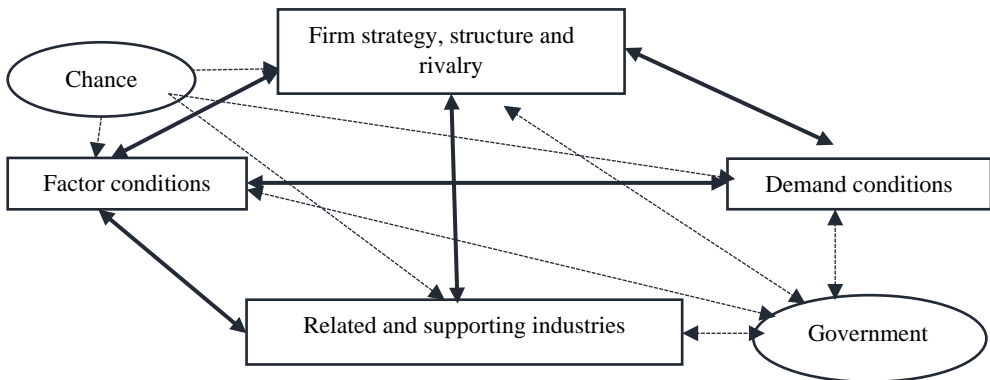 Firm strategy, structure and
rivalry
Chance
Factor conditions
Demand conditions
Related and supporting industries
Government